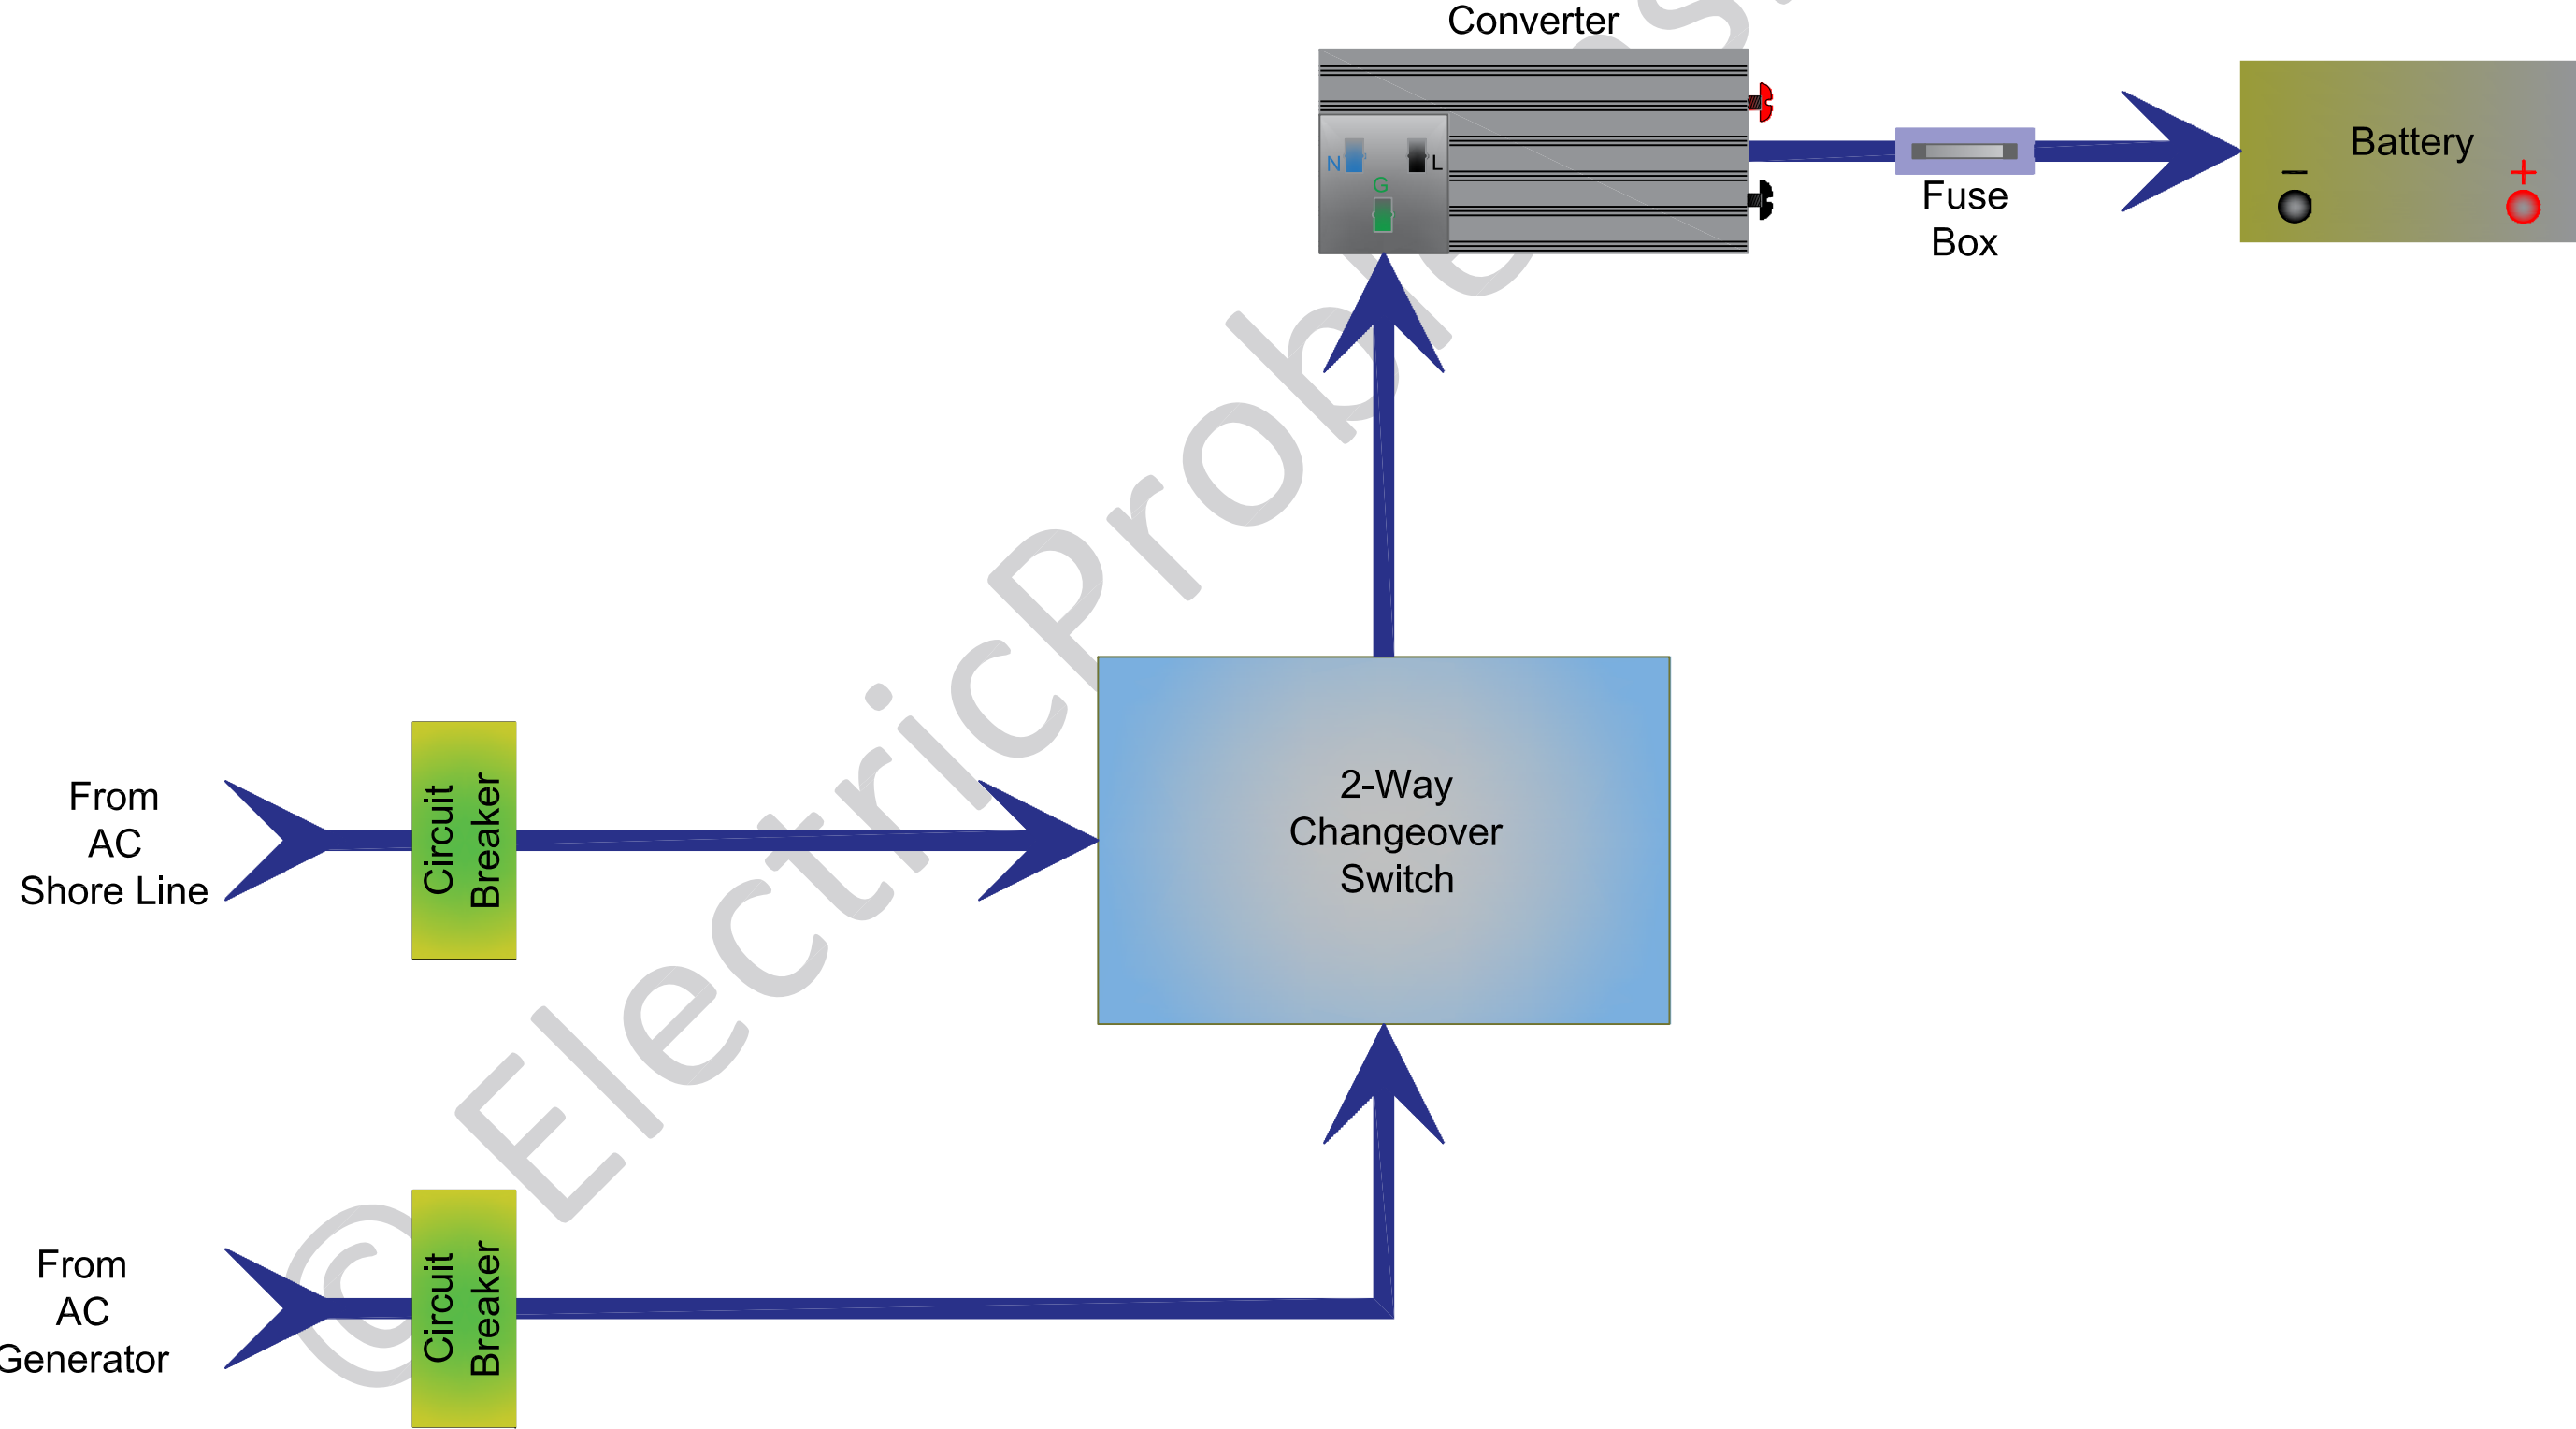 Converter
N
L
G
Fuse
Box
Battery
−
+
2-Way
Changeover
Switch
From
AC
Shore Line
Circuit
Breaker
From
AC
Generator
Circuit
Breaker
© ElectricProblems.